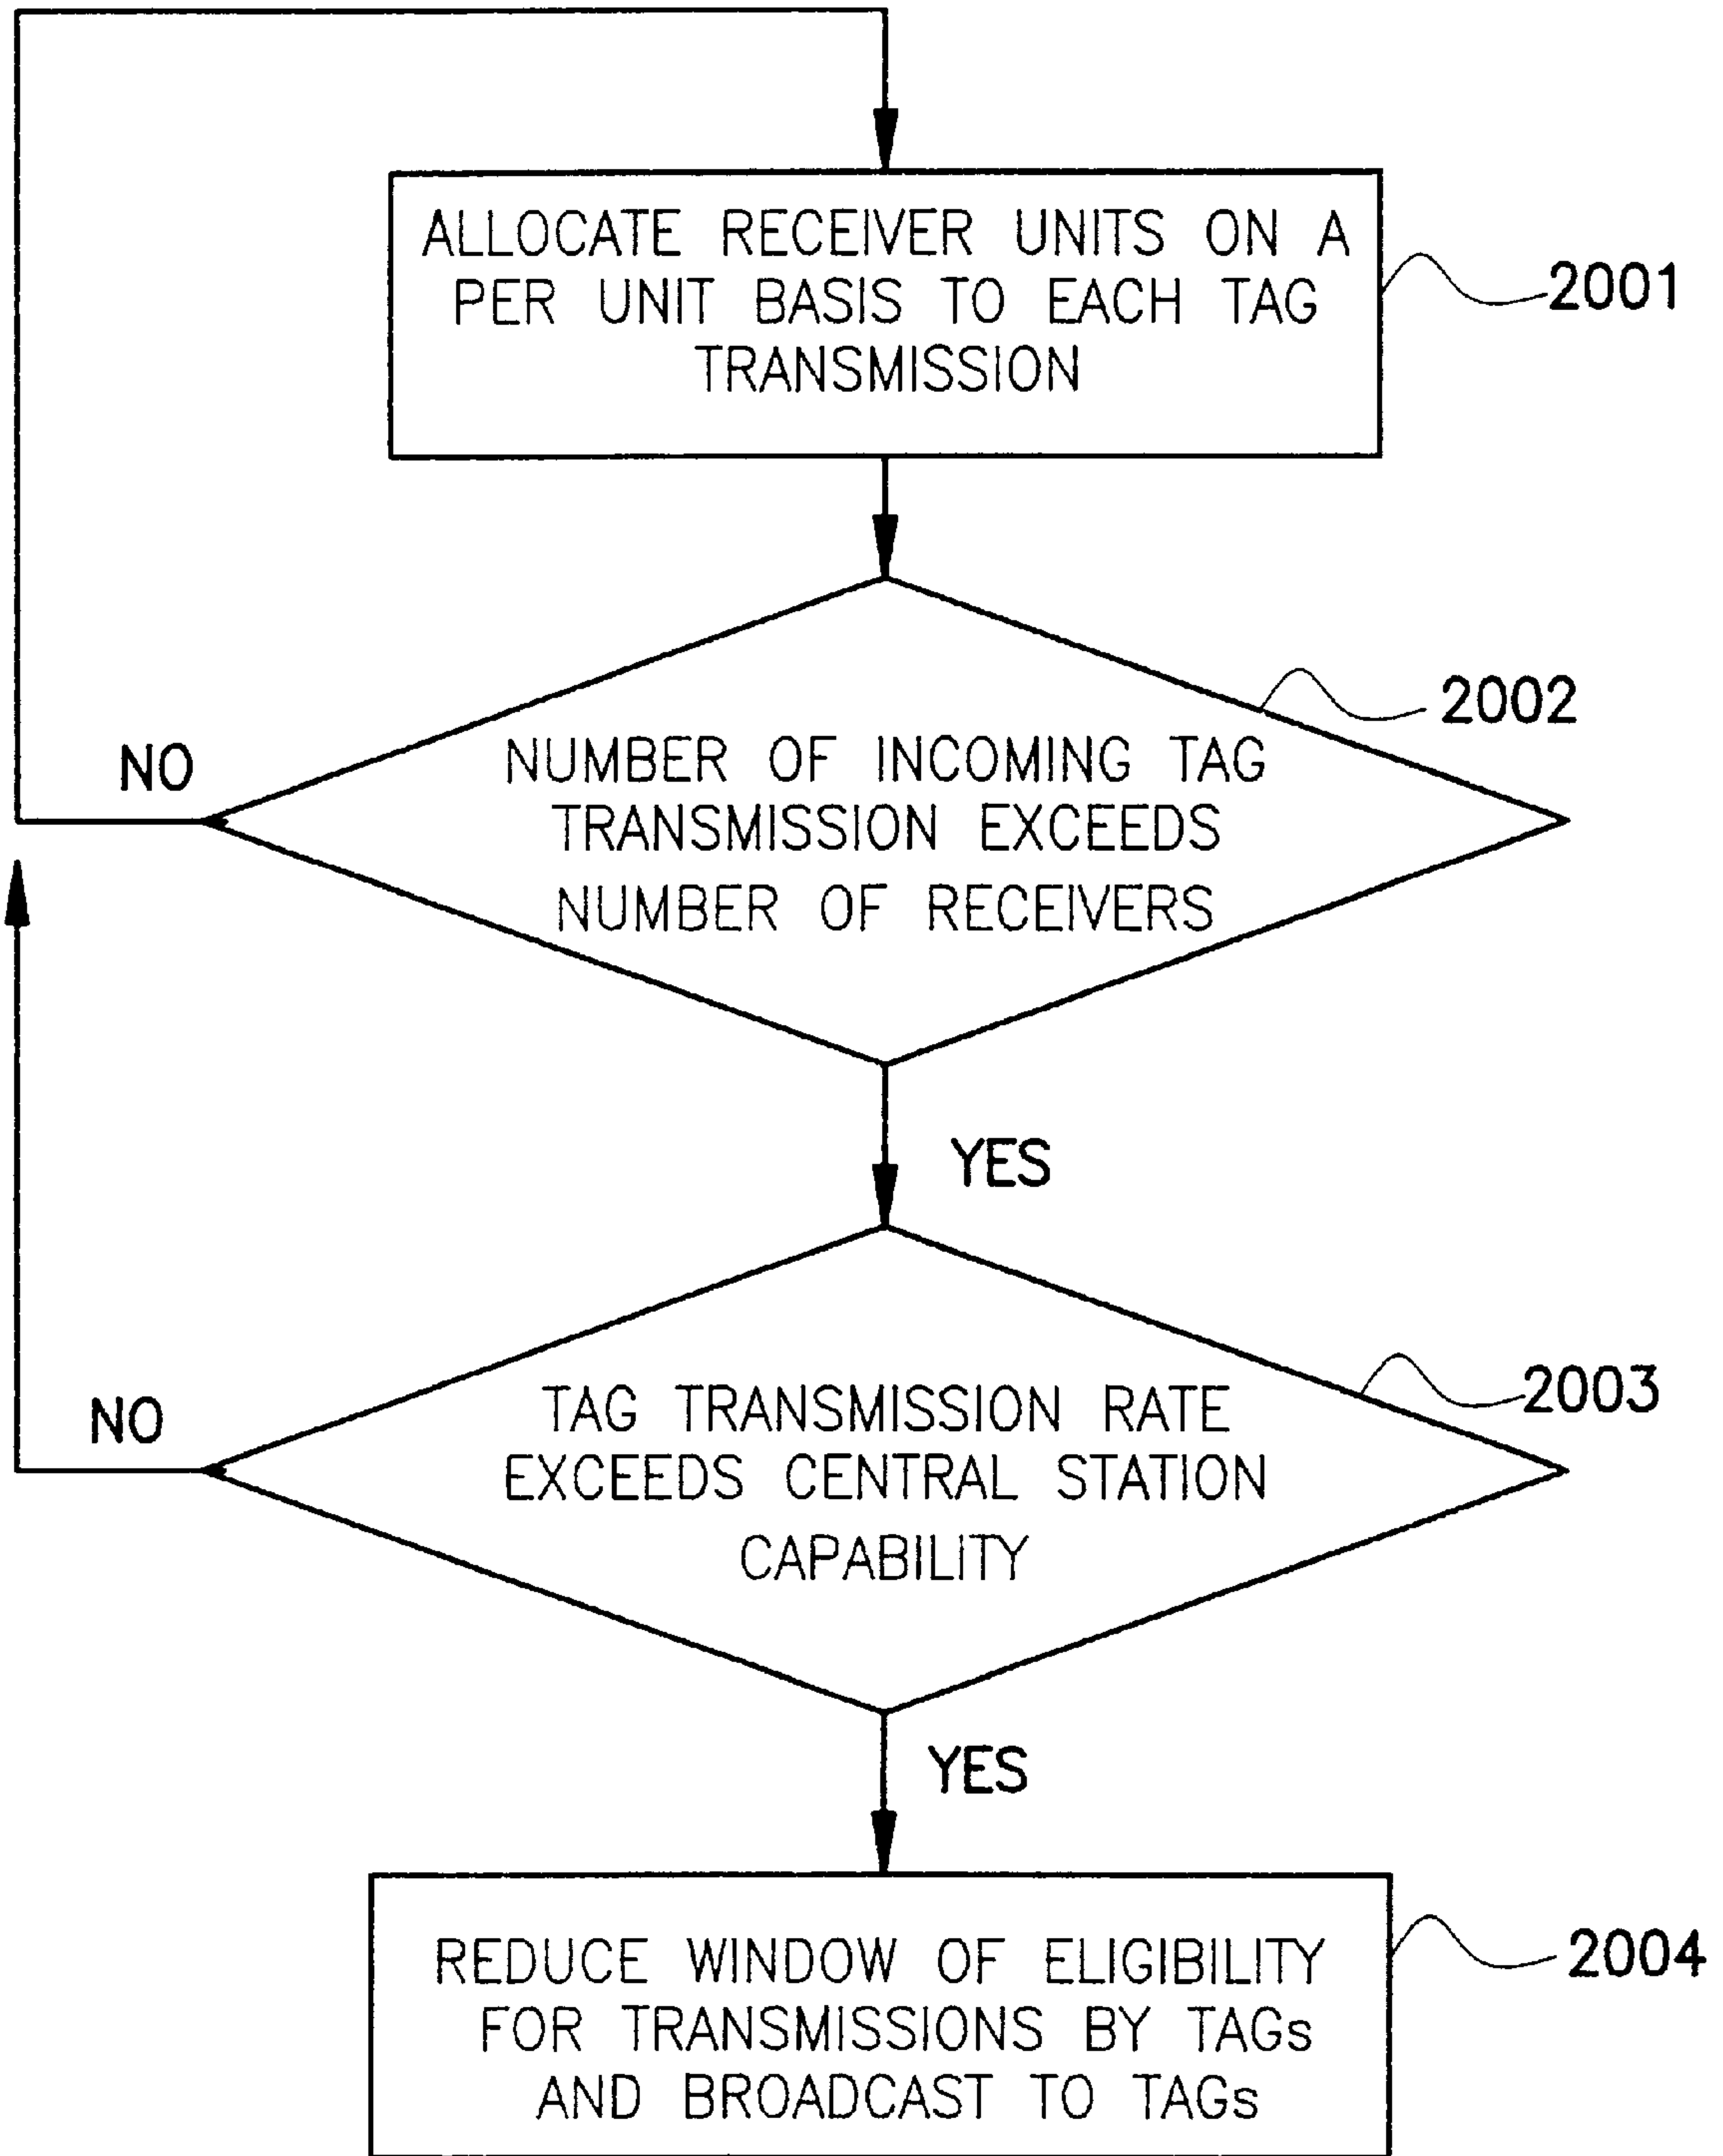 ALLOCATE RECEIVER UNITS ON A
PER UNIT BASIS TO EACH TAG
TRANSMISSION
2001
2002
NO
NUMBER OF INCOMING TAG
TRANSMISSION EXCEEDS
NUMBER OF RECEIVERS
YES
2003
NO
TAG TRANSMISSION RATE
EXCEEDS CENTRAL STATION
CAPABILITY
YES
2004
REDUCE WINDOW OF ELIGIBILITY
FOR TRANSMISSIONS BY TAGs
AND BROADCAST TO TAGs